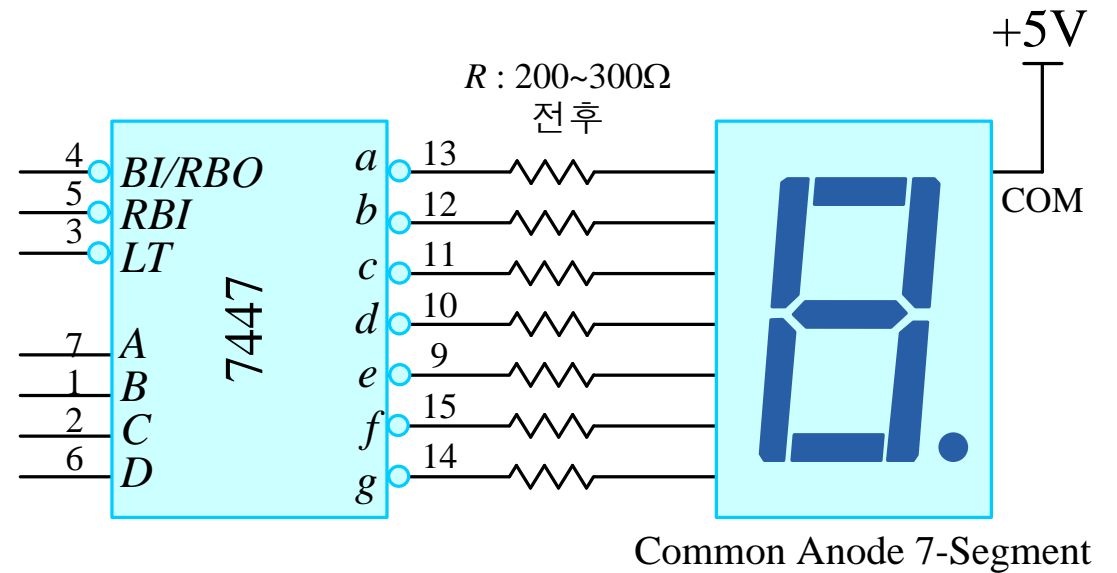 +5V
R : 200~300Ω
전후
4 BI/RBO
5 RBI
3 LT
7 A
1 B
2 C
6 D
7447
a 13
b 12
c 11
d 10
e 9
f 15
g 14
COM
Common Anode 7-Segment